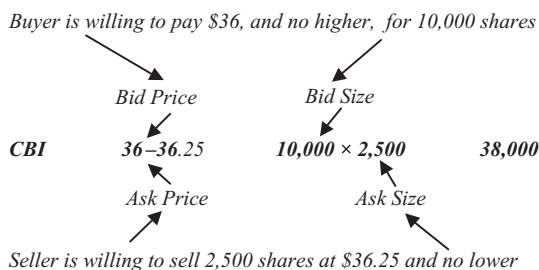 Buyer is willing to pay $36, and no higher, for 10,000 shares
Bid Price Bid Size
CBI 36–36.25 10,000 × 2,500 38,000
Ask Price Ask Size
Seller is willing to sell 2,500 shares at $36.25 and no lower